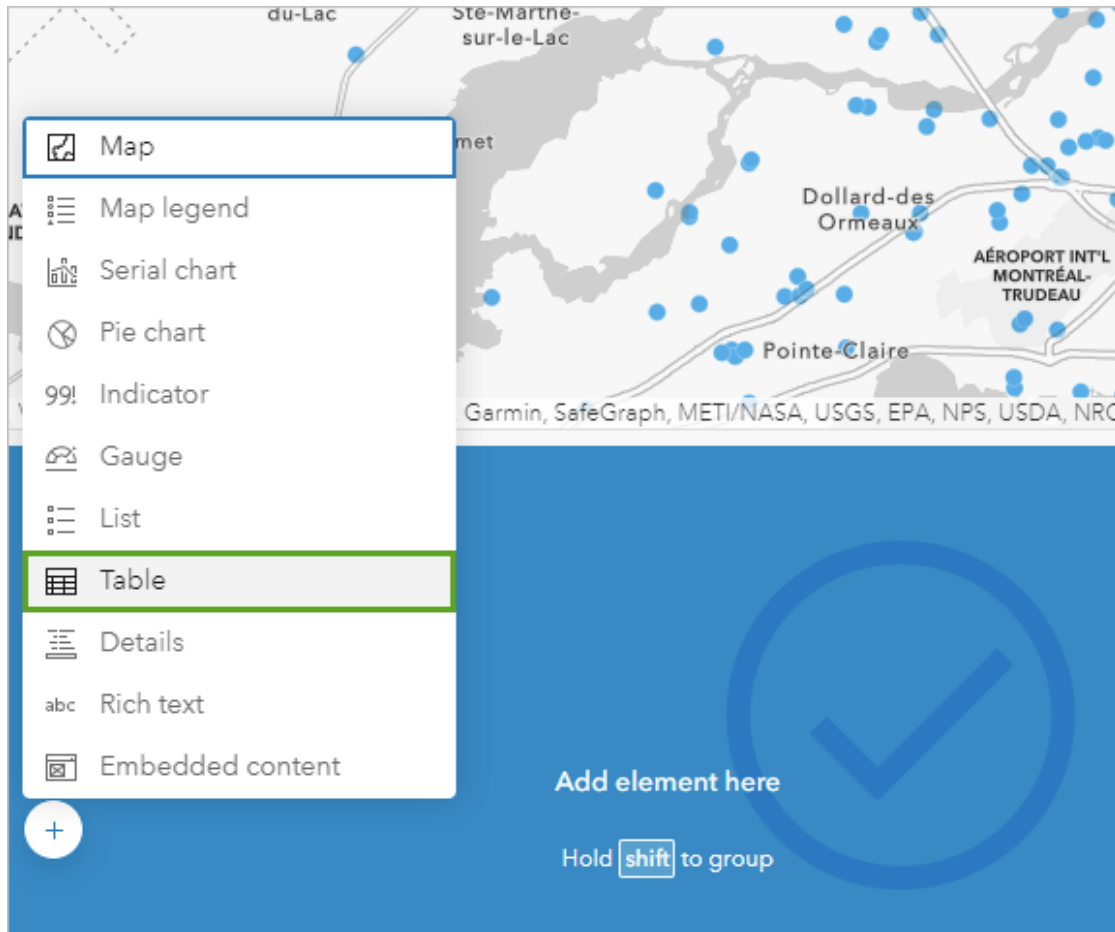 du-Lac
Ste-Marthe-
sur-le-Lac
Map
Map legend
Serial chart
Pie chart
Indicator
Gauge
List
Table
Details
abc Rich text
Embedded content
99!
Dollard-des
Ormeaux
AÉROPORT INT'L
MONTRÉAL-
TRUDEAU
Pointe-Claire
Garmin, SafeGraph, METI/NASA, USGS, EPA, NPS, USDA, NRC
Add element here
Hold shift to group
+